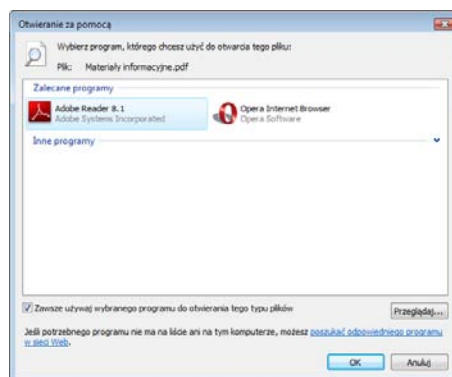 Otwieranie za pomocą
Wybierz program, którego chcesz użyć do otwarcia tego pliku:
Plik: Materiały informacyjne.pdf
Zalecane programy
Adobe Reader 8.1
Adobe Systems Incorporated
Opera Internet Browser
Opera Software
Inne programy
Zawsze używaj wybranego programu do otwierania tego typu plików
Przeglądaj...
Jeśli potrzebnego programu nie ma na liście ani na tym komputerze, możesz poszukać odpowiedniego programu
w sieci Web.
OK
Anuluj